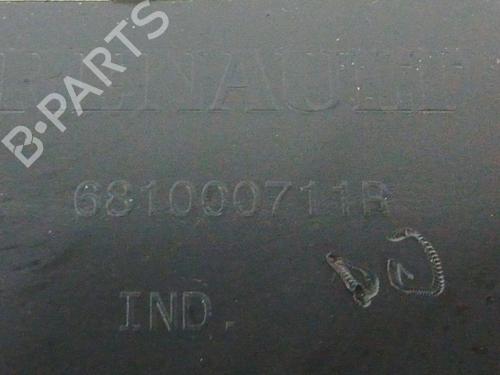 B-PARTS
RENAULT
681000711R
IND.